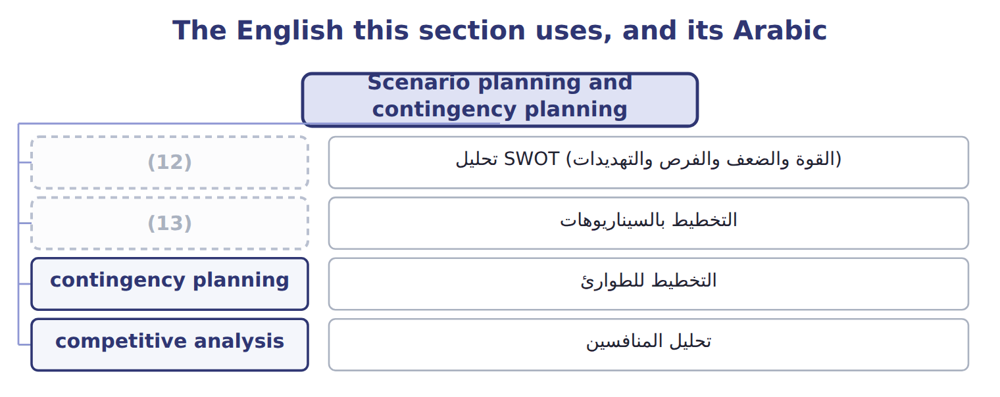 The English this section uses, and its Arabic
Scenario planning and
contingency planning
(12)
تحليل SWOT (القوة والضعف والفرص والتهديدات)
(13)
التخطيط بالسيناريوهات
contingency planning
التخطيط للطوارئ
competitive analysis
تحليل المنافسين